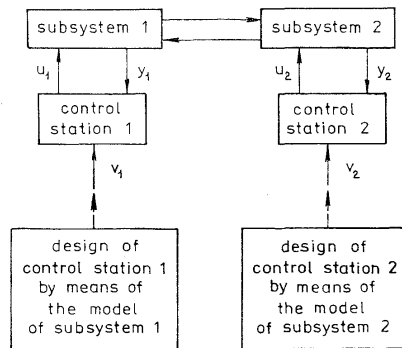 subsystem 1
subsystem 2
u1
y1
u2
y2
control
station 1
control
station 2
v1
v2
design of
control station 1
by means of
the model
of subsystem 1
design of
control station 2
by means of
the model
of subsystem 2